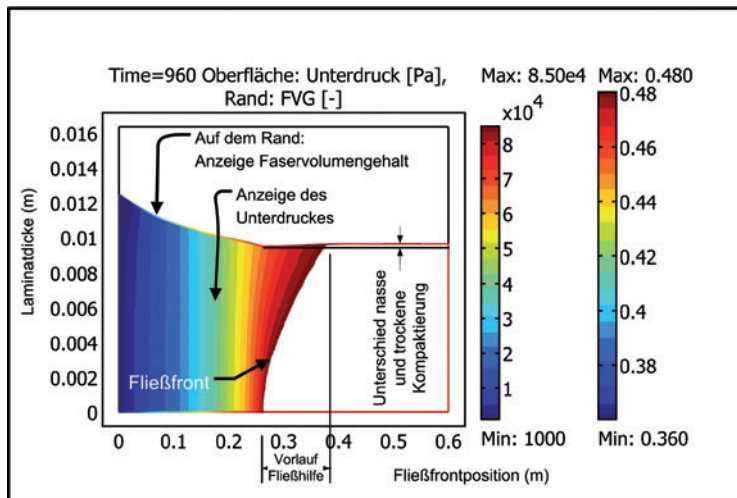 Time=960 Oberfläche: Unterdruck [Pa],
Rand: FVG [-]
Max: 8.50e4
Max: 0.480
Laminatdicke (m)
0.016
0.014
0.012
0.01
0.008
0.006
0.004
0.002
0
Auf dem Rand:
Anzeige Faservolumengehalt
Anzeige des
Unterdruckes
Fließfront
Unterschied nasse
und trockene
Kompaktierung
0 0.1 0.2 0.3 0.4 0.5 0.6
Vorlauf
Fließhilfe
Fließfrontposition (m)
x10⁴
8
7
6
5
4
3
2
1
Min: 1000
0.48
0.46
0.44
0.42
0.4
0.38
Min: 0.360